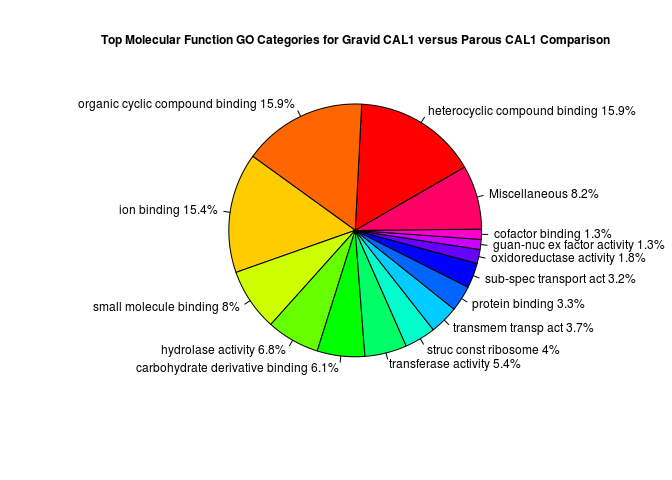 Top Molecular Function GO Categories for Gravid CAL1 versus Parous CAL1 Comparison
organic cyclic compound binding 15.9%
heterocyclic compound binding 15.9%
Miscellaneous 8.2%
ion binding 15.4%
cofactor binding 1.3%
guan-nuc ex factor activity 1.3%
oxidoreductase activity 1.8%
sub-spec transport act 3.2%
small molecule binding 8%
protein binding 3.3%
transmem transp act 3.7%
hydrolase activity 6.8%
struc const ribosome 4%
carbohydrate derivative binding 6.1%
transferase activity 5.4%